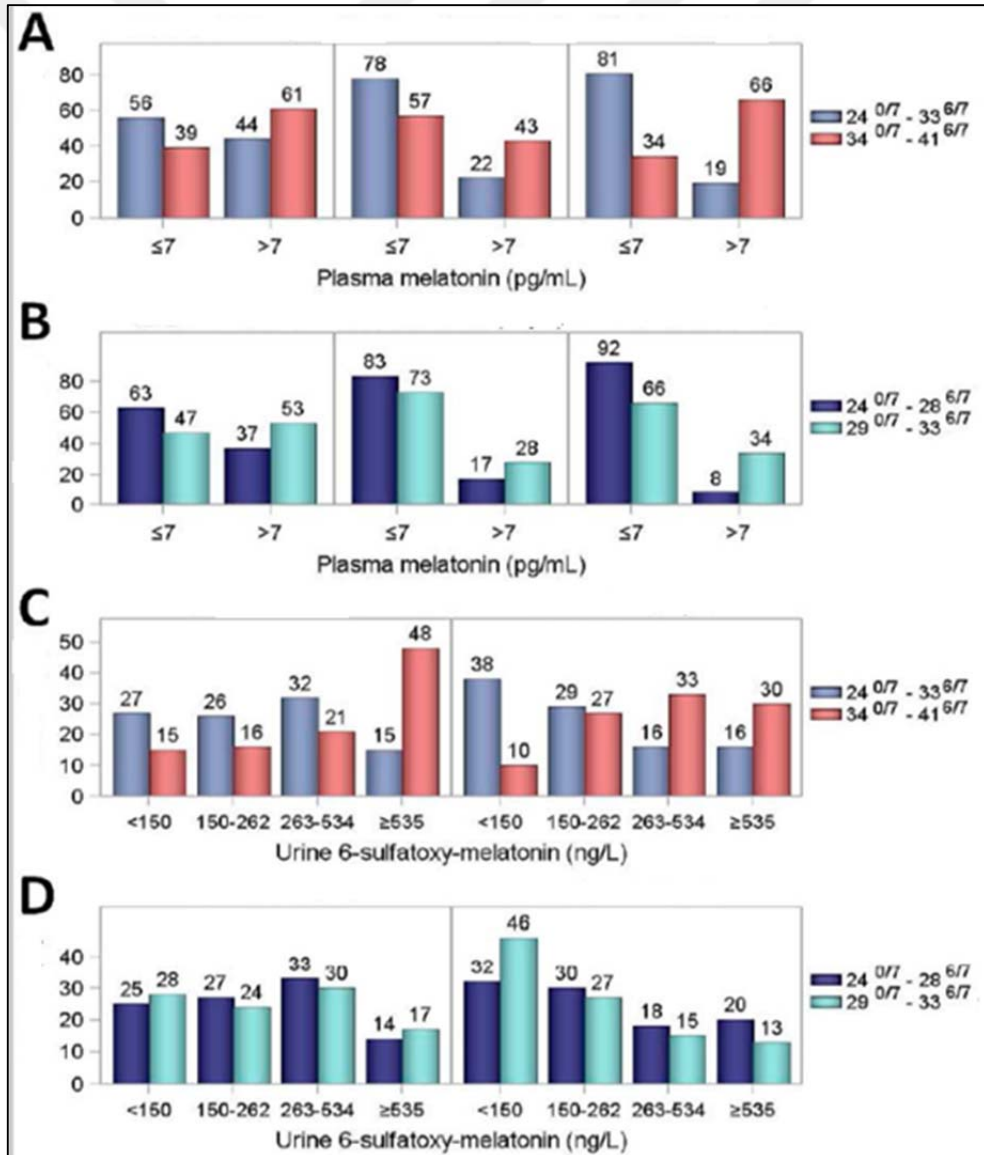 A
80
60
40
20
0
56 39 44 61 78 57 22 43 81 34 19 66
24 0/7 - 33 6/7
34 0/7 - 41 6/7
≤7 >7 ≤7 >7 ≤7 >7
Plasma melatonin (pg/mL)
B
80
60
40
20
0
63 47 37 53 83 73 17 28 92 66 8 34
24 0/7 - 28 6/7
29 0/7 - 33 6/7
≤7 >7 ≤7 >7 ≤7 >7
Plasma melatonin (pg/mL)
C
50
40
30
20
10
0
27 15 26 16 32 21 15 48 38 10 29 27 16 33 16 30
24 0/7 - 33 6/7
34 0/7 - 41 6/7
<150 150-262 263-534 ≥535 <150 150-262 263-534 ≥535
Urine 6-sulfatoxy-melatonin (ng/L)
D
40
30
20
10
0
25 28 27 24 33 30 14 17 32 46 30 27 18 15 20 13
24 0/7 - 28 6/7
29 0/7 - 33 6/7
<150 150-262 263-534 ≥535 <150 150-262 263-534 ≥535
Urine 6-sulfatoxy-melatonin (ng/L)